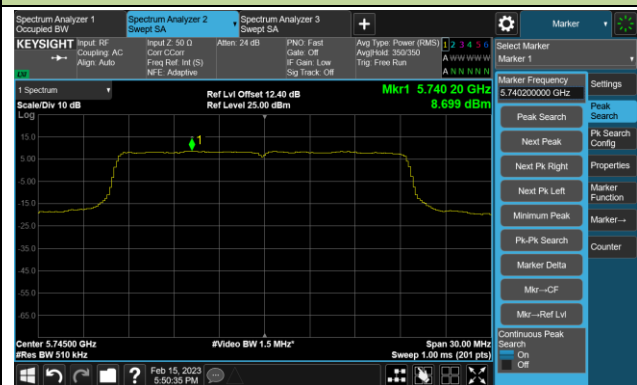 Spectrum Analyzer 1
Occupied BW
Spectrum Analyzer 2
Swept SA
Spectrum Analyzer 3
Swept SA
Marker
KEYSIGHT
Input: RF
Coupling: AC
Align: Auto
Input Z: 50 Ω
Corr CCorr
Freq Ref: Int (S)
NFE: Adaptive
Atten: 24 dB
PNO: Fast
Gate: Off
IF Gain: Low
Sig Track: Off
Avg Type: Power (RMS)
Avg|Hold: 350/350
Trig: Free Run
1 2 3 4 5 6
A W W W W W
A N N N N N
Select Marker
Marker 1
1 Spectrum
Scale/Div 10 dB
Log
Ref Lvl Offset 12.40 dB
Ref Level 25.00 dBm
Mkr1 5.740 20 GHz
8.699 dBm
15.0
5.00
-5.00
-15.0
-25.0
-35.0
-45.0
-55.0
-65.0
1
Center 5.74500 GHz
#Res BW 510 kHz
#Video BW 1.5 MHz*
Span 30.00 MHz
Sweep 1.00 ms (201 pts)
Marker Frequency
5.740200000 GHz
Peak Search
Next Peak
Next Pk Right
Next Pk Left
Minimum Peak
Pk-Pk Search
Marker Delta
Mkr→CF
Mkr→Ref Lvl
Continuous Peak
Search
On
Off
Settings
Peak
Search
Pk Search
Config
Properties
Marker
Function
Marker→
Counter
Feb 15, 2023
5:50:35 PM